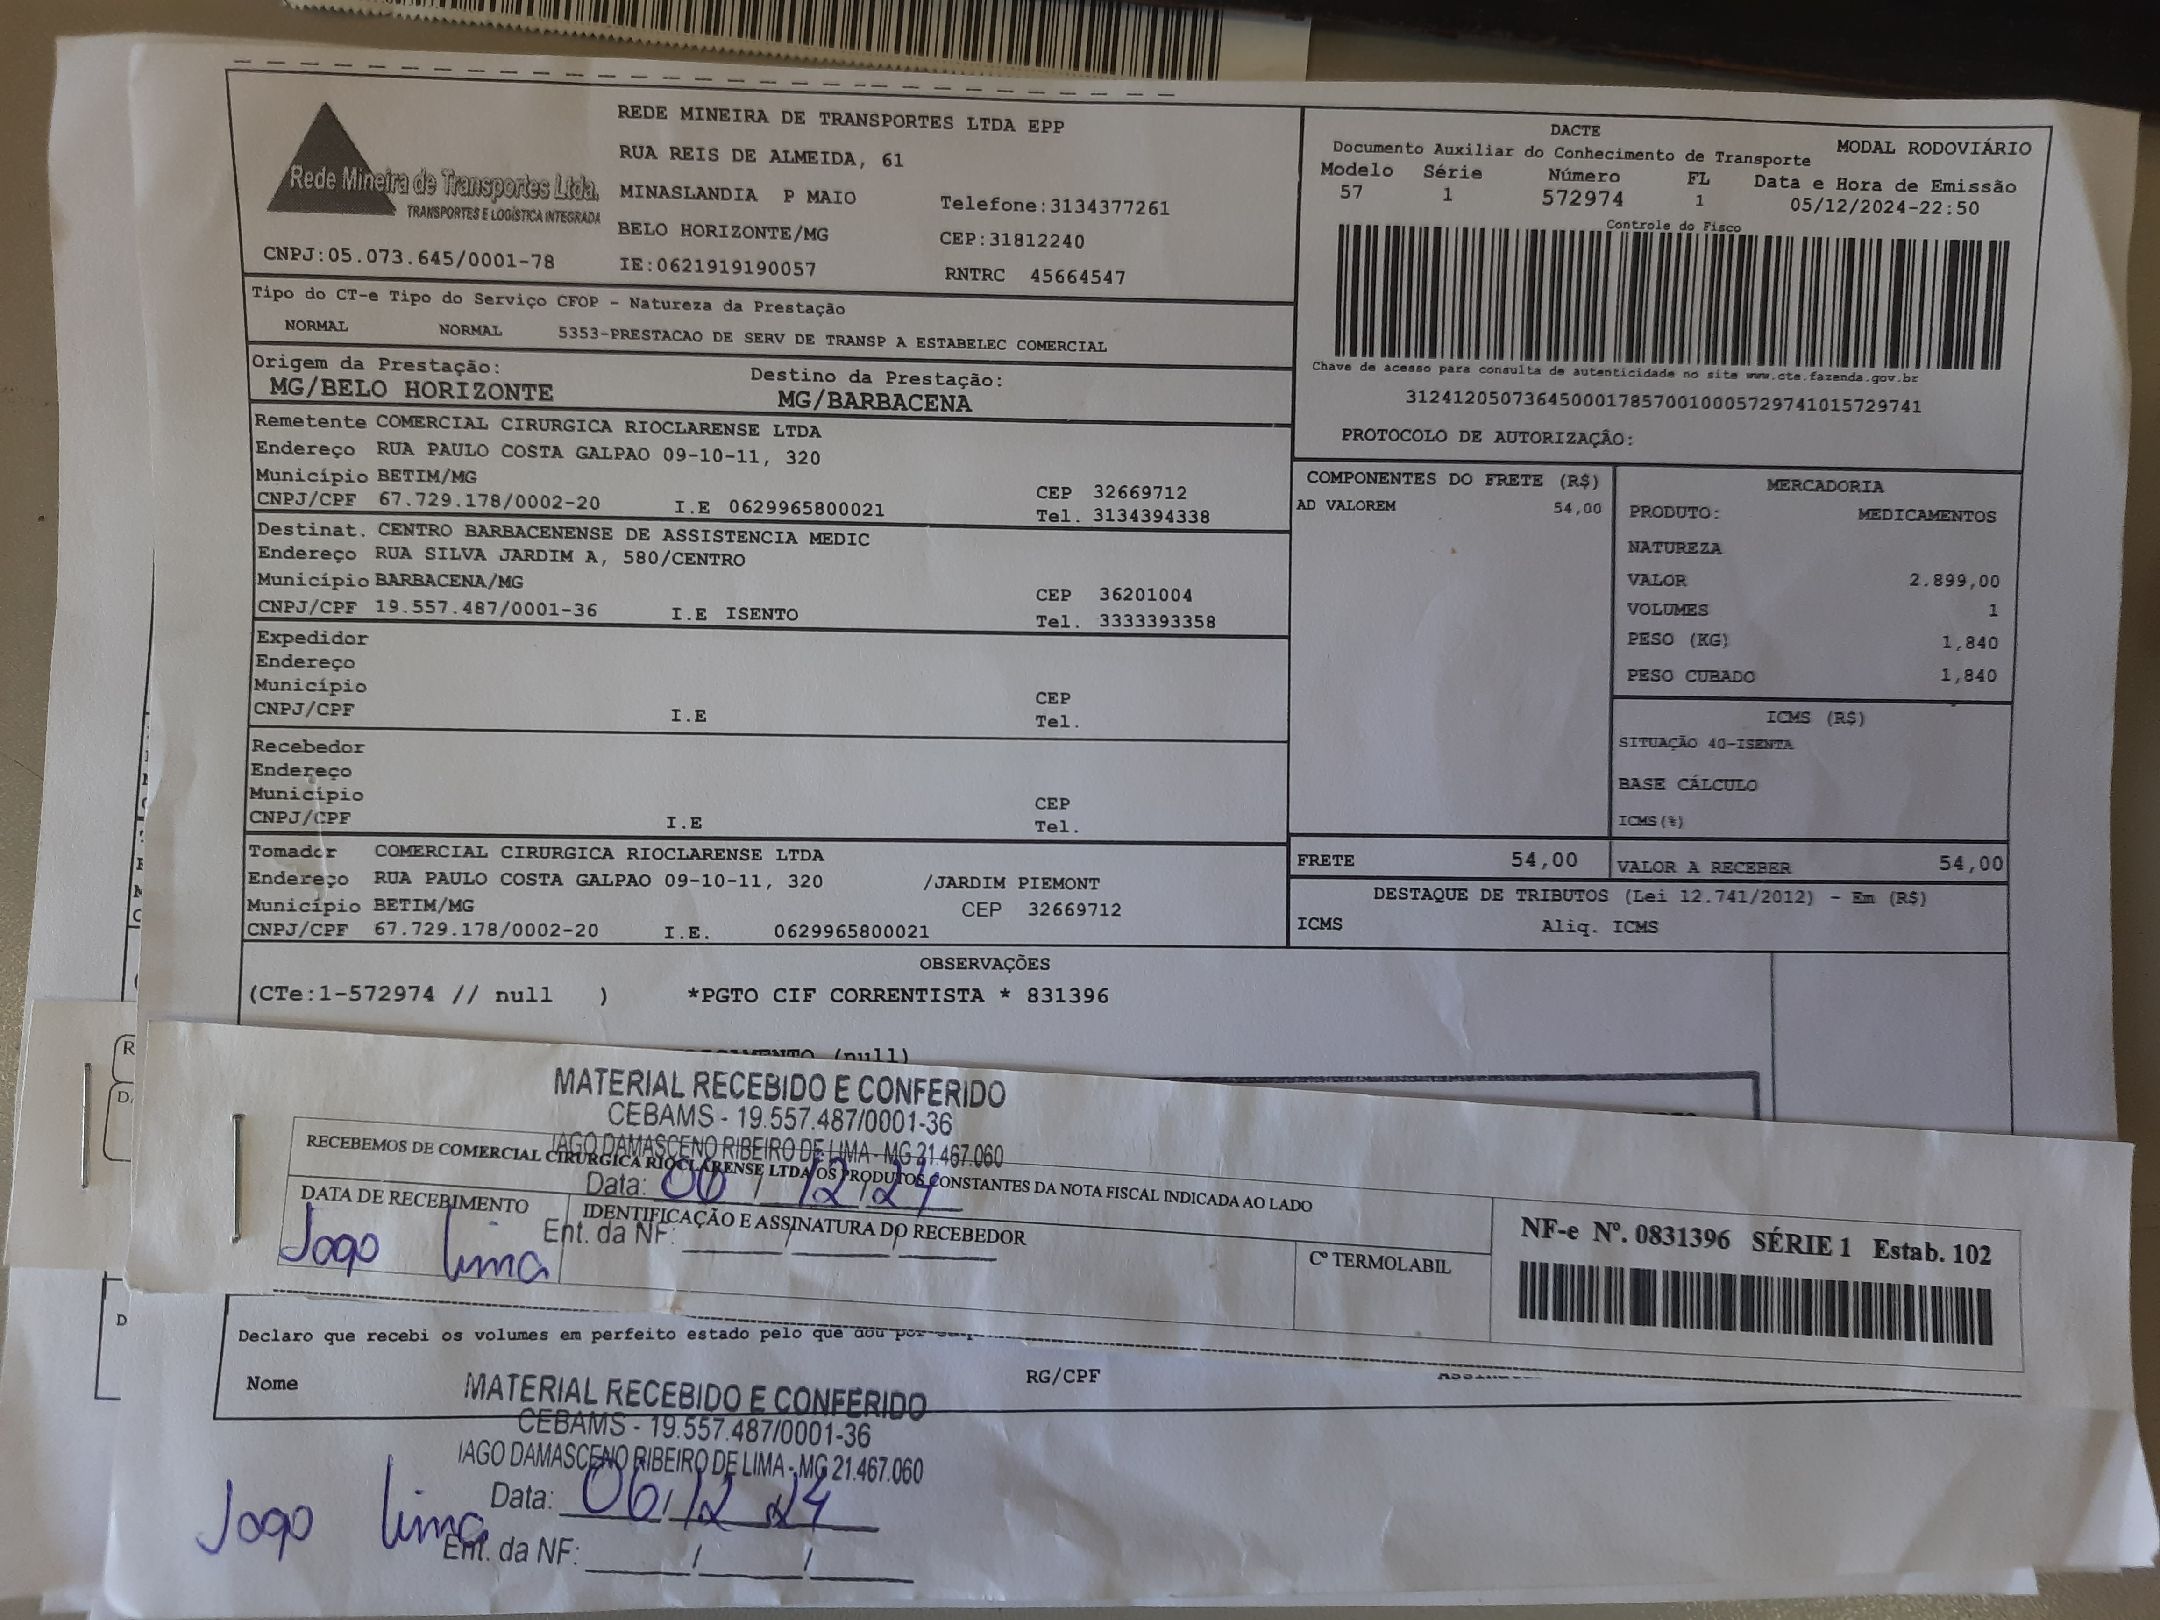 Rede Mineira de Transportes Ltda.
TRANSPORTES E LOGÍSTICA INTEGRADA
CNPJ:05.073.645/0001-78
REDE MINEIRA DE TRANSPORTES LTDA EPP
RUA REIS DE ALMEIDA, 61
MINASLANDIA P MAIO Telefone:3134377261
BELO HORIZONTE/MG CEP:31812240
IE:0621919190057 RNTRC 45664547
DACTE MODAL RODOVIÁRIO
Documento Auxiliar do Conhecimento de Transporte
Modelo Série Número FL Data e Hora de Emissão
57 1 572974 1 05/12/2024-22:50
Controle do Fisco
Chave de acesso para consulta de autenticidade no site www.cte.fazenda.gov.br
31241205073645000178570010005729741015729741
PROTOCOLO DE AUTORIZAÇÃO:
Tipo do CT-e Tipo do Serviço CFOP - Natureza da Prestação
NORMAL NORMAL 5353-PRESTACAO DE SERV DE TRANSP A ESTABELEC COMERCIAL
Origem da Prestação: Destino da Prestação:
MG/BELO HORIZONTE MG/BARBACENA
Remetente COMERCIAL CIRURGICA RIOCLARENSE LTDA
Endereço RUA PAULO COSTA GALPAO 09-10-11, 320
Município BETIM/MG CEP 32669712
CNPJ/CPF 67.729.178/0002-20 I.E 0629965800021 Tel. 3134394338
Destinat. CENTRO BARBACENENSE DE ASSISTENCIA MEDIC
Endereço RUA SILVA JARDIM A, 580/CENTRO
Município BARBACENA/MG CEP 36201004
CNPJ/CPF 19.557.487/0001-36 I.E ISENTO Tel. 3333393358
Expedidor
Endereço
Município CEP
CNPJ/CPF I.E Tel.
Recebedor
Endereço
Município CEP
CNPJ/CPF I.E Tel.
Tomador COMERCIAL CIRURGICA RIOCLARENSE LTDA
Endereço RUA PAULO COSTA GALPAO 09-10-11, 320 /JARDIM PIEMONT
Município BETIM/MG CEP 32669712
CNPJ/CPF 67.729.178/0002-20 I.E. 0629965800021
COMPONENTES DO FRETE (R$)
AD VALOREM 54,00
MERCADORIA
PRODUTO: MEDICAMENTOS
NATUREZA
VALOR 2.899,00
VOLUMES 1
PESO (KG) 1,840
PESO CUBADO 1,840
ICMS (R$)
SITUAÇÃO 40-ISENTA
BASE CÁLCULO
ICMS(%)
FRETE 54,00 VALOR A RECEBER 54,00
DESTAQUE DE TRIBUTOS (Lei 12.741/2012) - Em (R$)
ICMS Aliq. ICMS
OBSERVAÇÕES
(CTe:1-572974 // null ) *PGTO CIF CORRENTISTA * 831396
(null)
MATERIAL RECEBIDO E CONFERIDO
CEBAMS - 19.557.487/0001-36
IAGO DAMASCENO RIBEIRO DE LIMA - MG 21.467.060
RECEBEMOS DE COMERCIAL CIRURGICA RIOCLARENSE LTDA OS PRODUTOS CONSTANTES DA NOTA FISCAL INDICADA AO LADO
Data: 06/12/24
DATA DE RECEBIMENTO IDENTIFICAÇÃO E ASSINATURA DO RECEBEDOR
Ent. da NF: / /
Iago Lima
Cº TERMOLABIL
NF-e Nº. 0831396 SÉRIE 1 Estab. 102
Declaro que recebi os volumes em perfeito estado pelo que dou por
Nome RG/CPF
MATERIAL RECEBIDO E CONFERIDO
CEBAMS - 19.557.487/0001-36
IAGO DAMASCENO RIBEIRO DE LIMA - MG 21.467.060
Data: 06/12/24
Iago Lima
Ent. da NF: / /